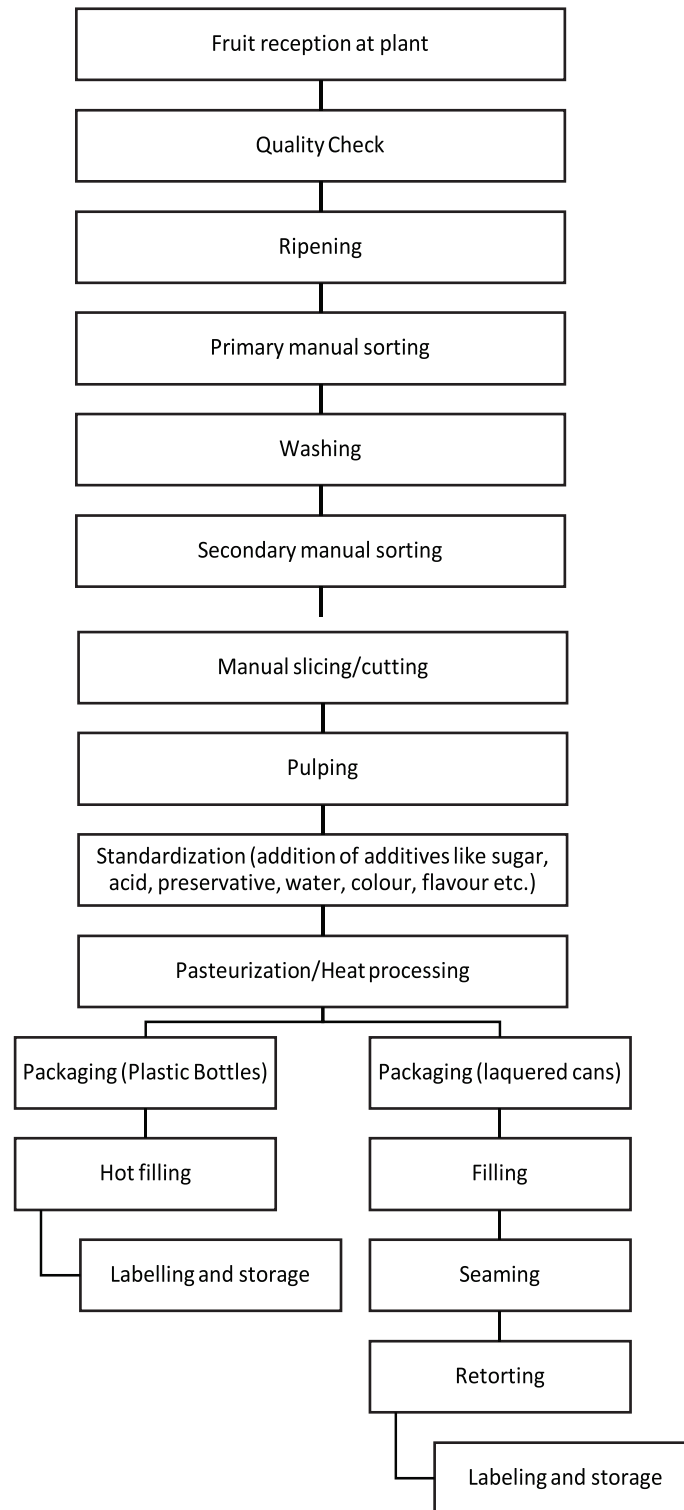 Fruit reception at plant
Quality Check
Ripening
Primary manual sorting
Washing
Secondary manual sorting
Manual slicing/cutting
Pulping
Standardization (addition of additives like sugar,
acid, preservative, water, colour, flavour etc.)
Pasteurization/Heat processing
Packaging (Plastic Bottles)
Packaging (laquered cans)
Hot filling
Filling
Labelling and storage
Seaming
Retorting
Labeling and storage